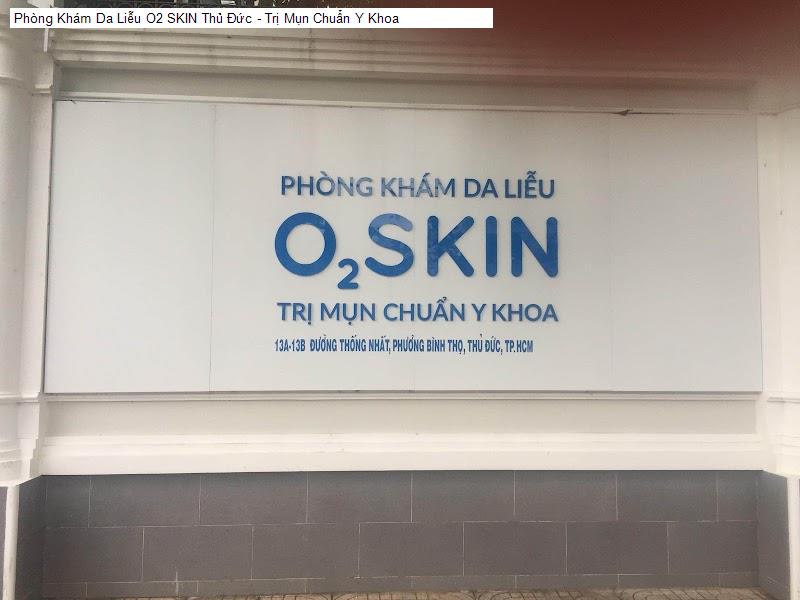 Phòng Khám Da Liễu O2 SKIN Thủ Đức - Trị Mụn Chuẩn Y Khoa
PHÒNG KHÁM DA LIỄU
O2SKIN
TRỊ MỤN CHUẨN Y KHOA
13A-13B ĐƯỜNG THỐNG NHẤT, PHƯỜNG BÌNH THỌ, THỦ ĐỨC, TP.HCM